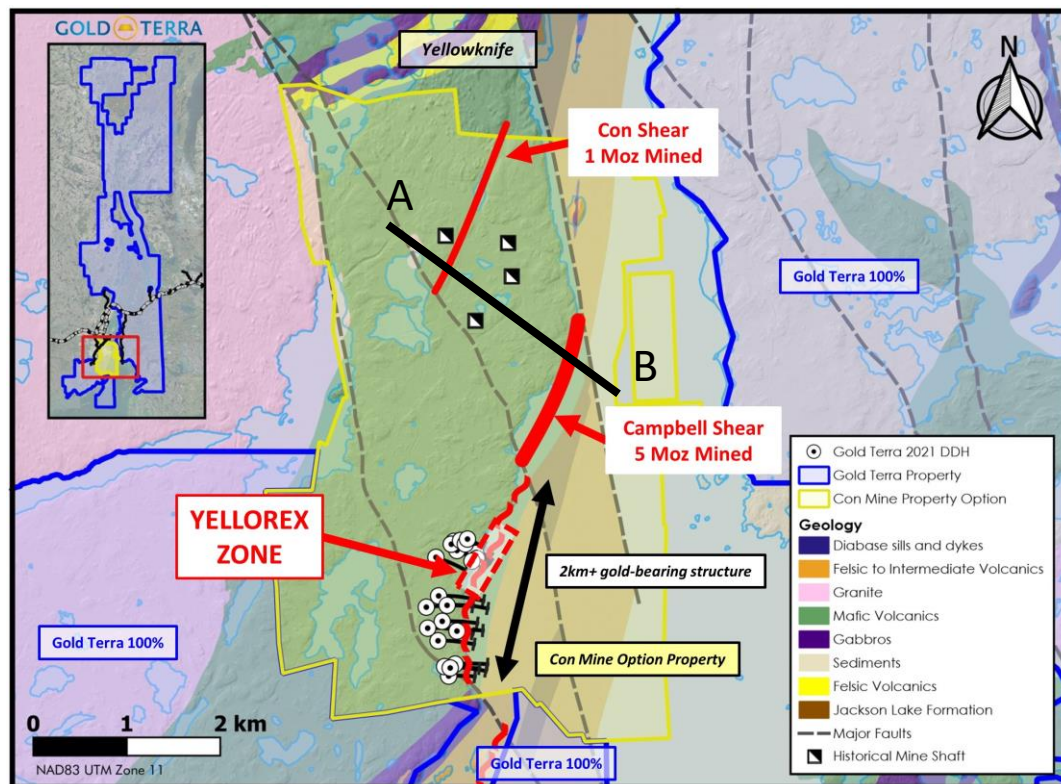 GOLD TERRA
Yellowknife
N
Con Shear
1 Moz Mined
A
Gold Terra 100%
B
Campbell Shear
5 Moz Mined
YELLOREX
ZONE
2km+ gold-bearing structure
Gold Terra 100%
Con Mine Option Property
0 1 2 km
NAD83 UTM Zone 11
Gold Terra 100%
Gold Terra 2021 DDH
Gold Terra Property
Con Mine Property Option
Geology
Diabase sills and dykes
Felsic to Intermediate Volcanics
Granite
Mafic Volcanics
Gabbros
Sediments
Felsic Volcanics
Jackson Lake Formation
Major Faults
Historical Mine Shaft